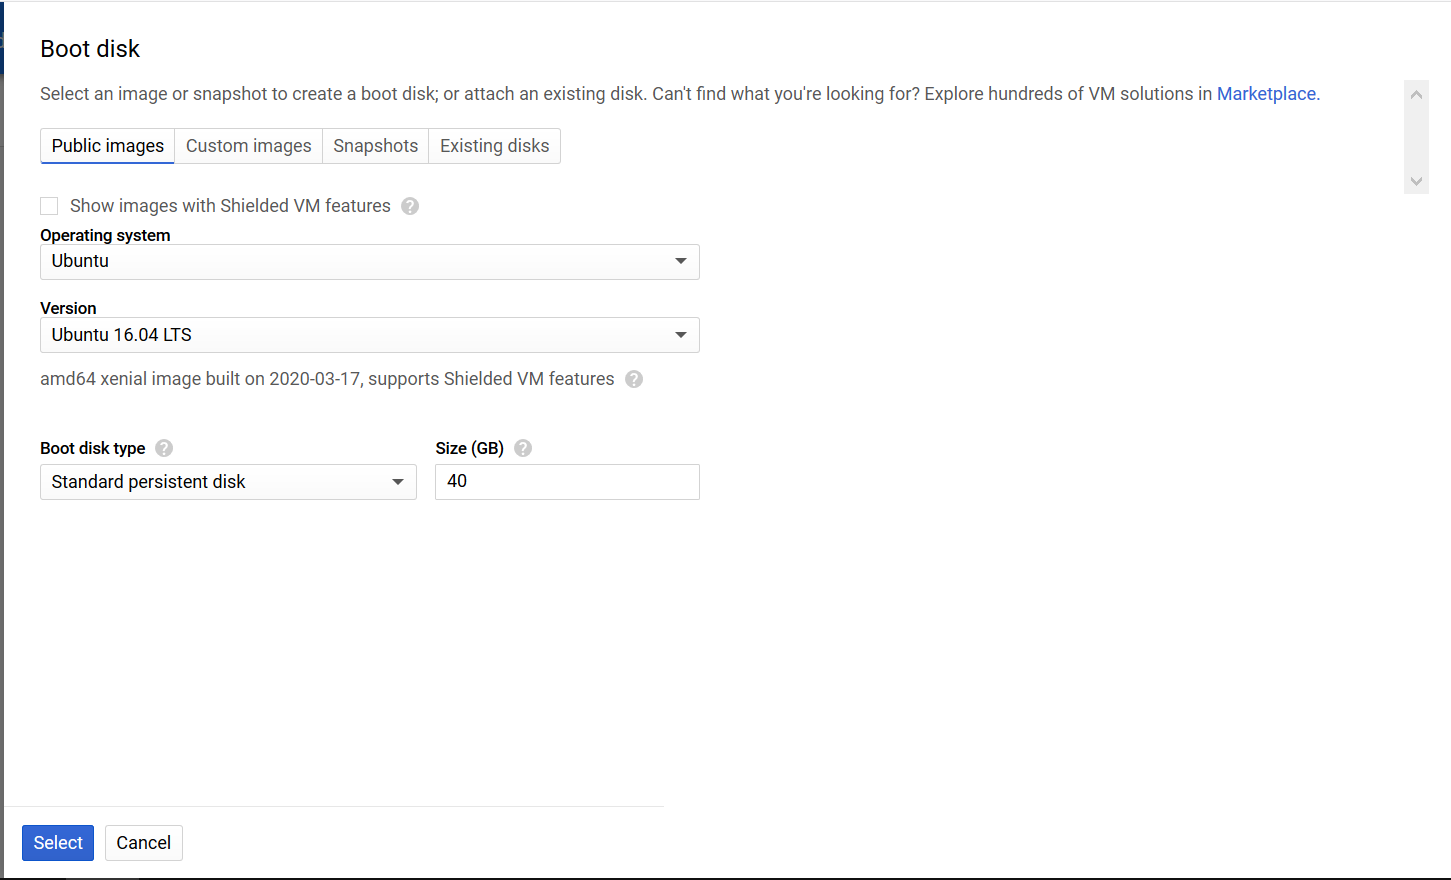 Boot disk
Select an image or snapshot to create a boot disk; or attach an existing disk. Can't find what you're looking for? Explore hundreds of VM solutions in Marketplace.
Public images Custom images Snapshots Existing disks
Show images with Shielded VM features ?
Operating system
Ubuntu
Version
Ubuntu 16.04 LTS
amd64 xenial image built on 2020-03-17, supports Shielded VM features ?
Boot disk type ? Size (GB) ?
Standard persistent disk 40
Select Cancel